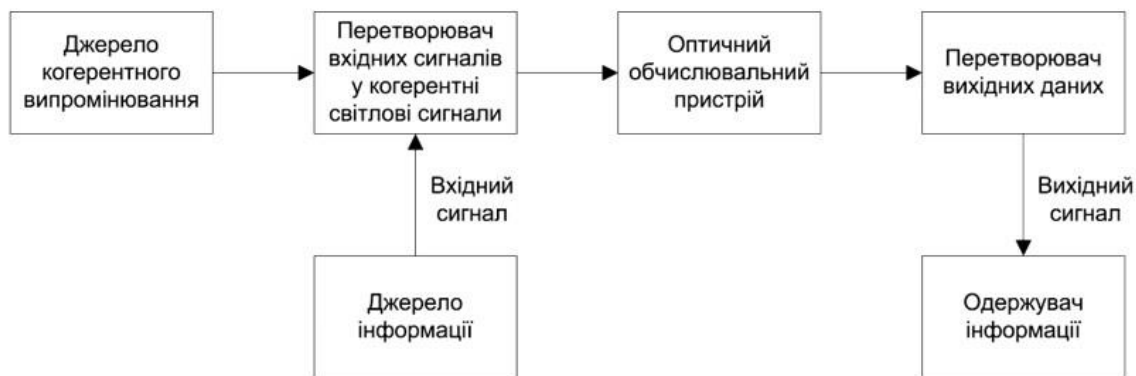 Джерело
когерентного
випромінювання
Перетворювач
вхідних сигналів
у когерентні
світлові сигнали
Оптичний
обчислювальний
пристрій
Перетворювач
вихідних даних
Вхідний
сигнал
Вихідний
сигнал
Джерело
інформації
Одержувач
інформації